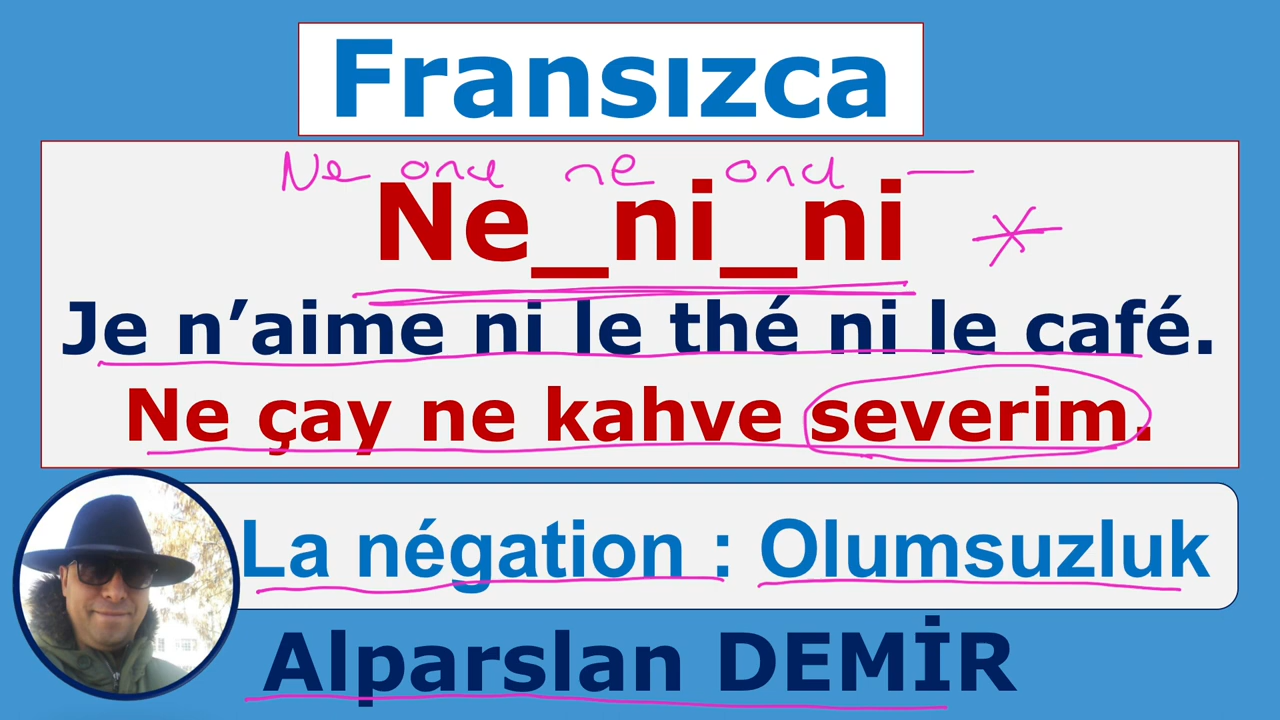 Fransızca
Ne ond ne ond —
Ne_ni_ni *
Je n’aime ni le thé ni le café.
Ne çay ne kahve severim.
La négation : Olumsuzluk
Alparslan DEMİR